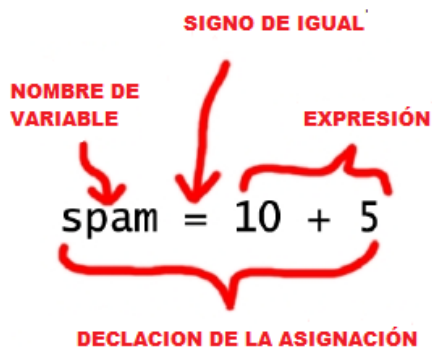 SIGNO DE IGUAL
NOMBRE DE
VARIABLE
EXPRESIÓN
spam = 10 + 5
DECLACION DE LA ASIGNACIÓN